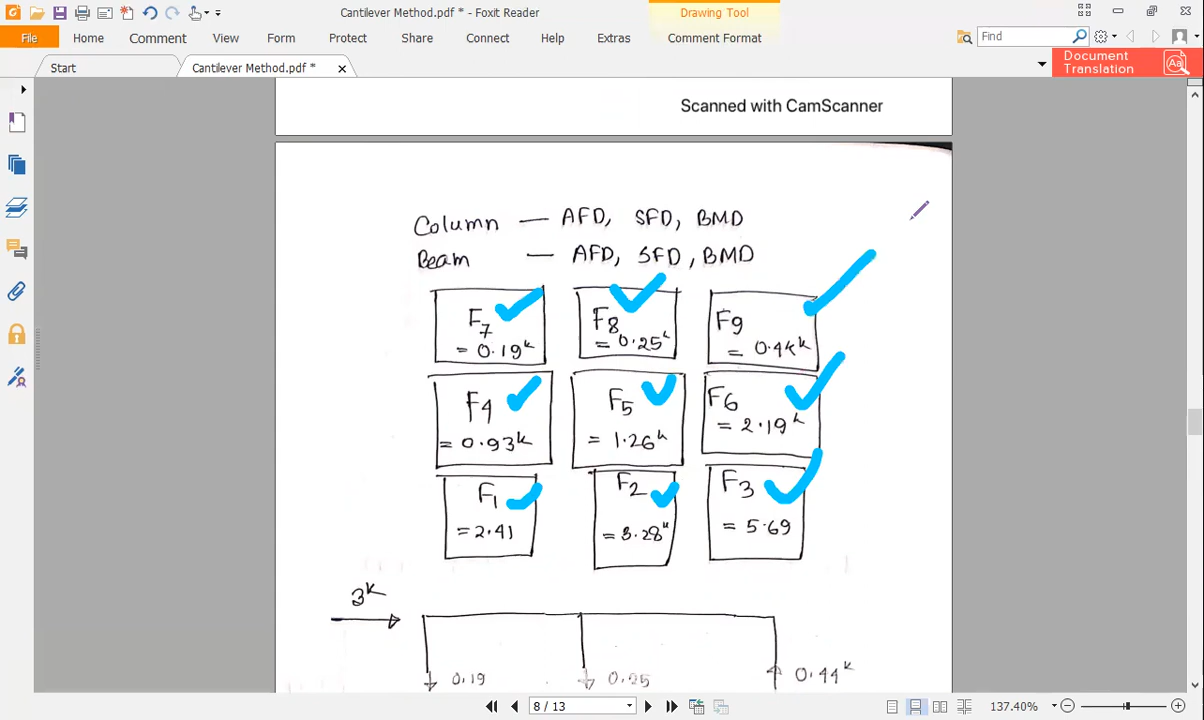 Cantilever Method.pdf * - Foxit Reader
Drawing Tool
File Home Comment View Form Protect Share Connect Help Extras Comment Format Find
Start Cantilever Method.pdf * Document Translation
Scanned with CamScanner
Column — AFD, SFD, BMD
Beam — AFD, SFD, BMD
F7 = 0.19k
F8 = 0.25k
F9 = 0.44k
F4 = 0.93k
F5 = 1.26k
F6 = 2.19k
F1 = 2.41
F2 = 3.28k
F3 = 5.69
3k
0.19 0.25 0.44k
8 / 13 137.40%